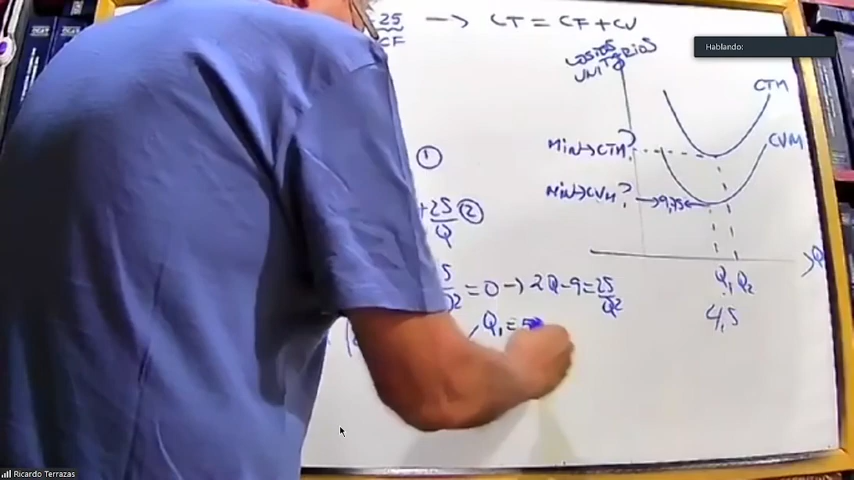 25 → CT = CF + CV
CF
COSTOS
UNITARIOS
Hablando:
CTM
CVM
Min→CTM?
Min→CVM? →9,75←
①
+25/Q ②
=0 → 2Q-9=25/Q2
Q
Q1 Q2
4,5
Q1=5
Ricardo Terrazas